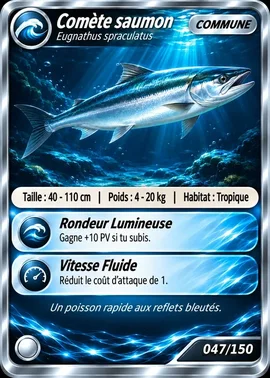 Comète saumon
COMMUNE
Eugnathus spraculatus
Taille : 40 - 110 cm | Poids : 4 - 20 kg | Habitat : Tropique
Rondeur Lumineuse
Gagne +10 PV si tu subis.
Vitesse Fluide
Réduit le coût d'attaque de 1.
Un poisson rapide aux reflets bleutés.
047/150